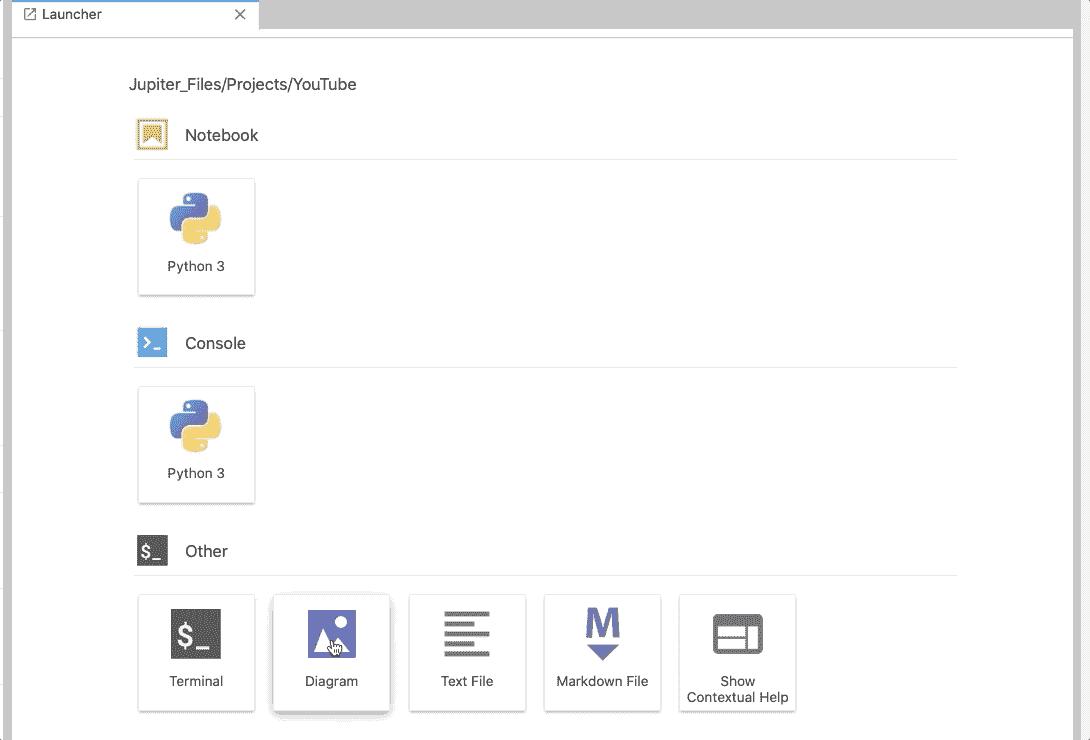 Launcher
Jupiter_Files/Projects/YouTube
Notebook
Python 3
Console
Python 3
$_ Other
$_
Terminal
Diagram
Text File
M
Markdown File
Show
Contextual Help